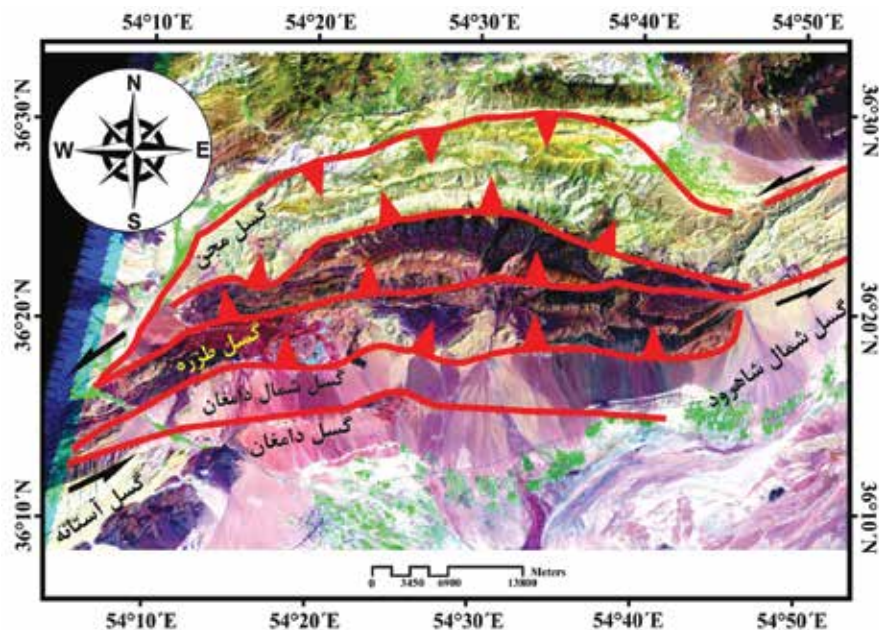 54°10'E 54°20'E 54°30'E 54°40'E 54°50'E
36°30'N
36°30'N
N
W E
S
گسل مجن
36°20'N
36°20'N
گسل طزره
گسل شمال دامغان
گسل دامغان
گسل شمال شاهرود
گسل آستانه
36°10'N
36°10'N
Meters
0 3450 6900 13800
54°10'E 54°20'E 54°30'E 54°40'E 54°50'E